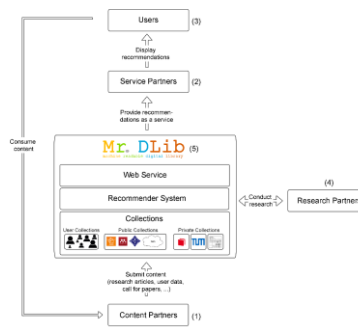 Users
(3)
Display
recommendations
Service Partners
(2)
Provide recommen-
dations as a service
Consume
content
Mr. DLib
(5)
Web Service
Recommender System
Collections
User Collections
Public Collections
Private Collections
TUM
Conduct
research
(4)
Research Partner
Submit content
(research articles, user data,
call for papers, ...)
Content Partners
(1)